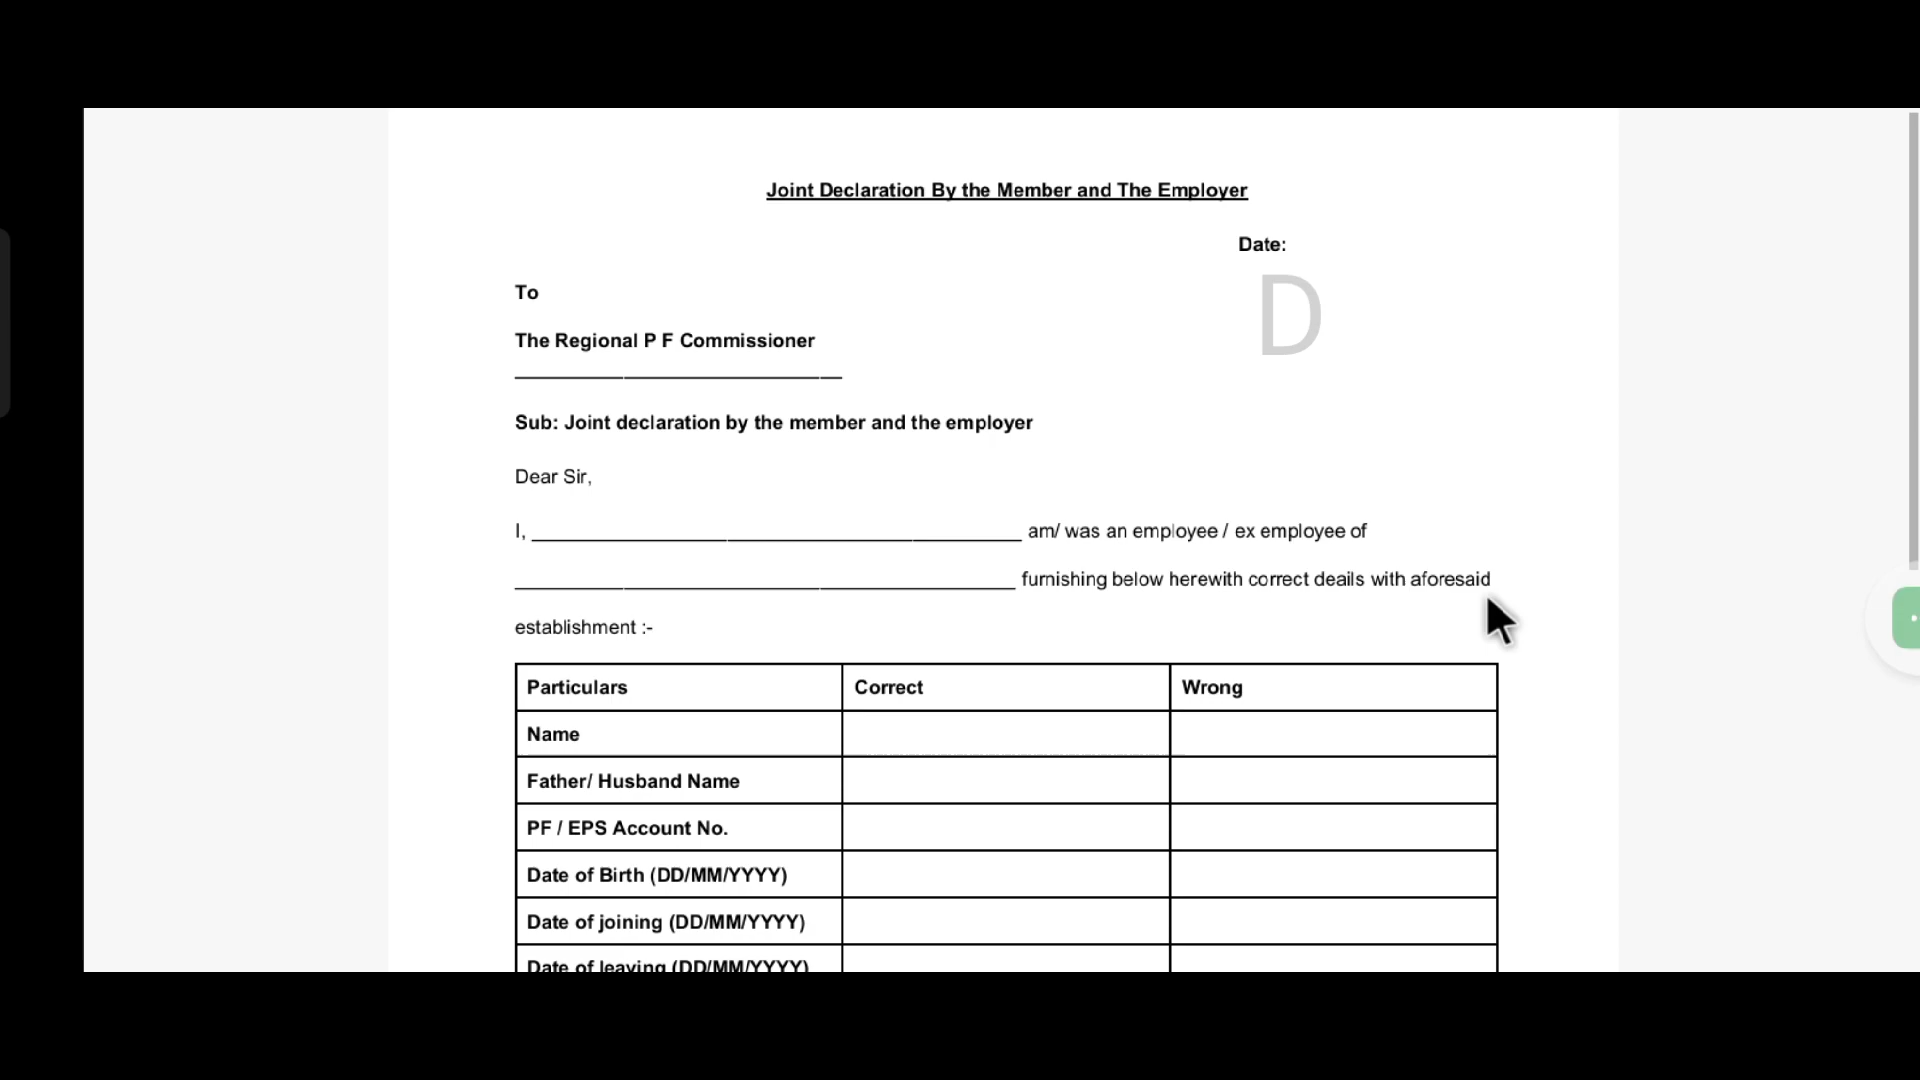 Joint Declaration By the Member and The Employer
Date:
D
To
The Regional P F Commissioner
Sub: Joint declaration by the member and the employer
Dear Sir,
I, ______________________________ am/ was an employee / ex employee of
______________________________ furnishing below herewith correct deails with aforesaid
establishment :-
Particulars Correct Wrong
Name
Father/ Husband Name
PF / EPS Account No.
Date of Birth (DD/MM/YYYY)
Date of joining (DD/MM/YYYY)
Date of leaving (DD/MM/YYYY)